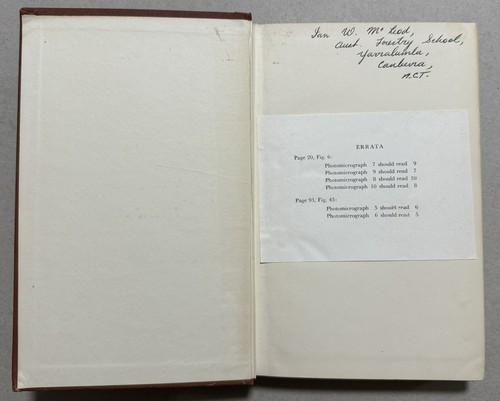 Ian W. McLeod,
Aust. Forestry School,
Yarralumla,
Canberra,
A.C.T.
ERRATA
Page 20, Fig. 6:
Photomicrograph 7 should read 9
Photomicrograph 9 should read 7
Photomicrograph 8 should read 10
Photomicrograph 10 should read 8
Page 93, Fig. 43:
Photomicrograph 5 should read 6
Photomicrograph 6 should read 5